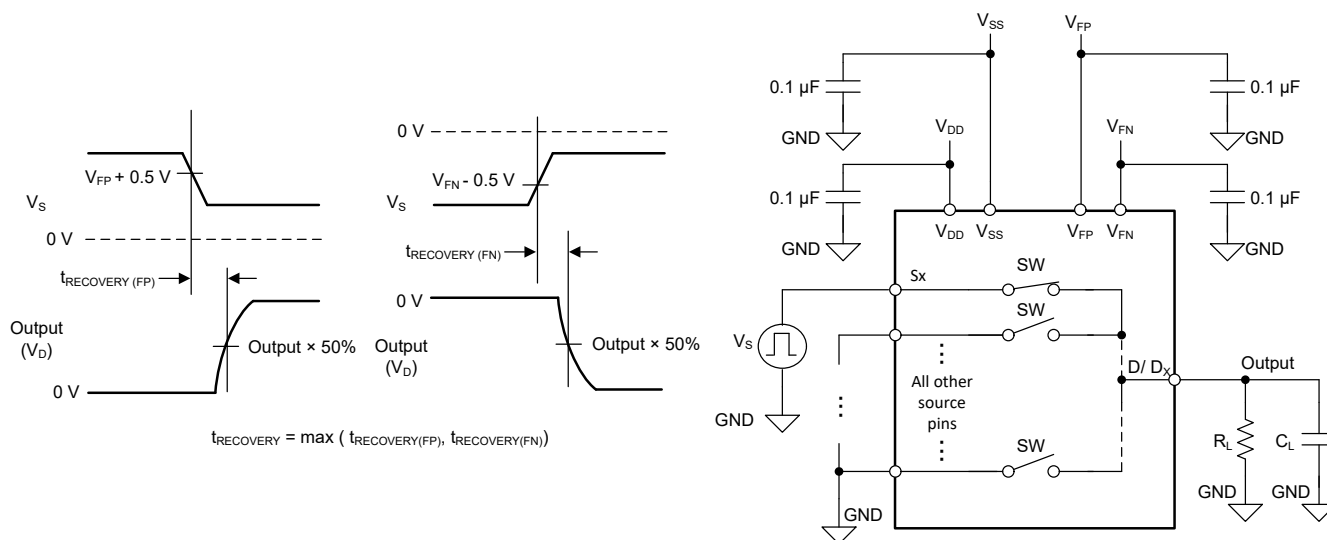 V_FP + 0.5 V
V_S
0 V
t_RECOVERY (FP)
Output
(V_D)
Output × 50%
0 V
0 V
V_FN - 0.5 V
V_S
t_RECOVERY (FN)
0 V
Output
(V_D)
Output × 50%
t_RECOVERY = max ( t_RECOVERY(FP), t_RECOVERY(FN))
V_SS
V_FP
0.1 µF
0.1 µF
GND
GND
V_DD
V_FN
0.1 µF
0.1 µF
GND
GND
V_DD
V_SS
V_FP
V_FN
Sx
SW
SW
V_S
GND
...
...
All other
source
pins
...
D/ D_X
Output
SW
R_L
C_L
GND
GND
GND